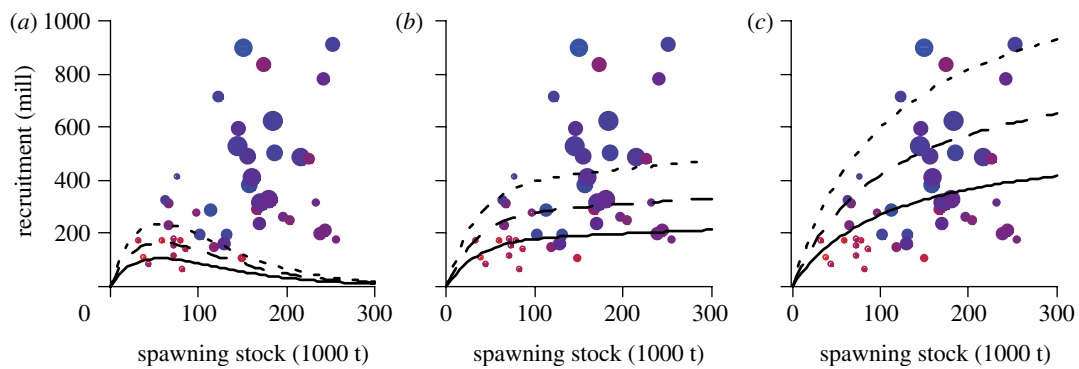 (a) (b) (c)
1000
800
600
400
200
0
recruitment (mill)
100 200 300
spawning stock (1000 t)
0 100 200 300
spawning stock (1000 t)
0 100 200 300
spawning stock (1000 t)